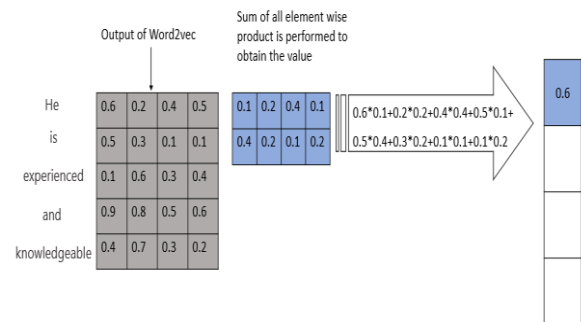 Sum of all element wise
product is performed to
obtain the value
Output of Word2vec
He 0.6 0.2 0.4 0.5
is 0.5 0.3 0.1 0.1
experienced 0.1 0.6 0.3 0.4
and 0.9 0.8 0.5 0.6
knowledgeable 0.4 0.7 0.3 0.2
0.1 0.2 0.4 0.1
0.4 0.2 0.1 0.2
0.6*0.1+0.2*0.2+0.4*0.4+0.5*0.1+
0.5*0.4+0.3*0.2+0.1*0.1+0.1*0.2
0.6